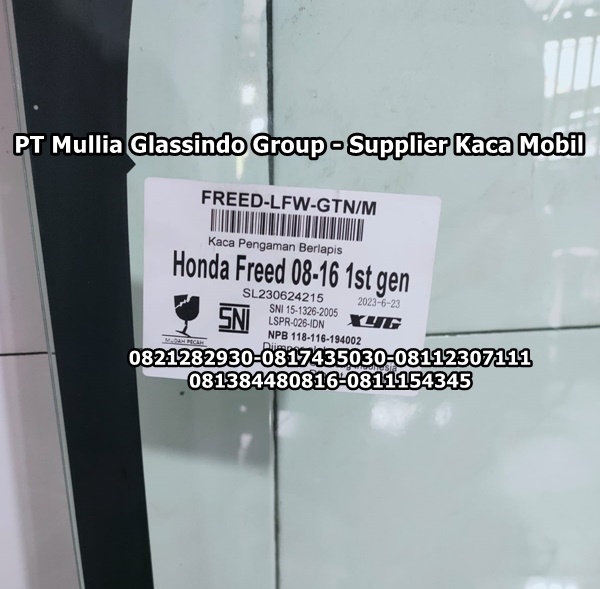 PT Mullia Glassindo Group - Supplier Kaca Mobil
FREED-LFW-GTN/M
Kaca Pengaman Berlapis
Honda Freed 08-16 1st gen
SL230624215
2023-6-23
SNI
SNI 15-1326-2005
LSPR-026-IDN
XYG
MUDAH PECAH
NPB 118-116-194002
0821282930-0817435030-08112307111
081384480816-0811154345